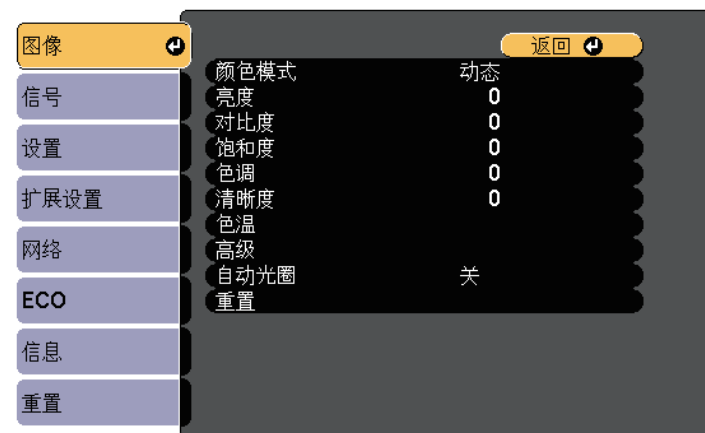 图像
信号
设置
扩展设置
网络
ECO
信息
重置
返回
颜色模式 动态
亮度 0
对比度 0
饱和度 0
色调 0
清晰度 0
色温
高级
自动光圈 关
重置